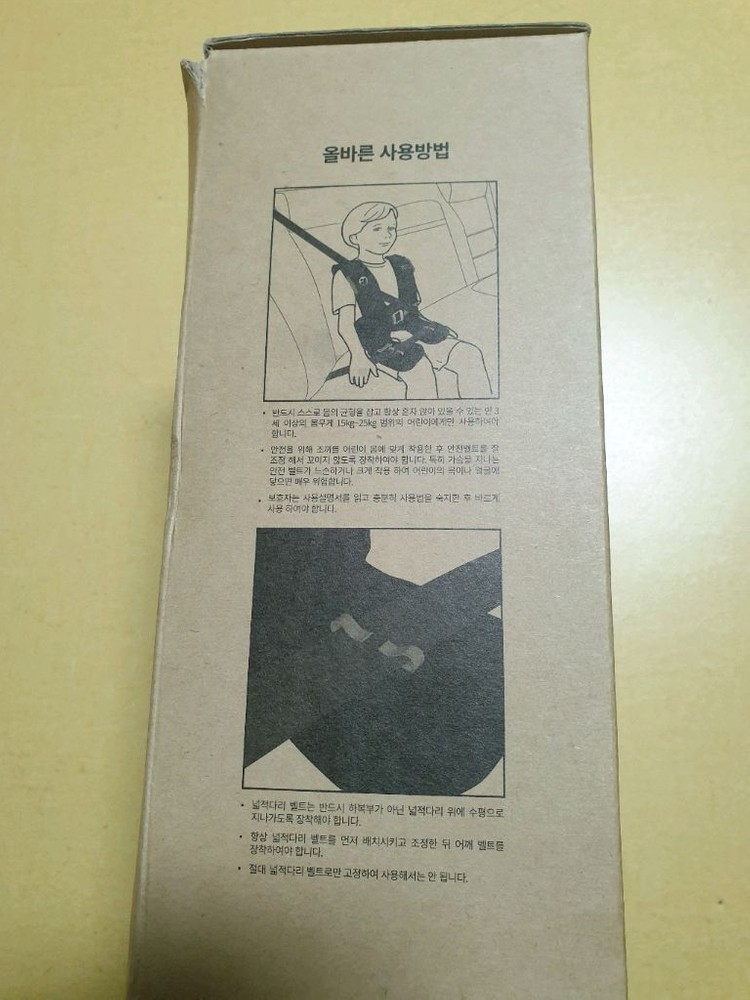 올바른 사용방법
• 반드시 스스로 몸의 균형을 잡고 항상 혼자 앉아 있을 수 있는 만 3
세 이상의 몸무게 15kg~25kg 범위의 어린이에게만 사용하여야
합니다.
• 안전을 위해 조끼를 어린이 몸에 맞게 착용한 후 안전벨트를 잘
조정 해서 꼬이지 않도록 장착하여야 합니다. 특히 가슴을 지나는
안전 벨트가 느슨하거나 크게 착용 하여 어린이의 목이나 얼굴에
닿으면 매우 위험합니다.
• 보호자는 사용설명서를 읽고 충분히 사용법을 숙지한 후 바르게
사용 하여야 합니다.
• 넓적다리 벨트는 반드시 하복부가 아닌 넓적다리 위에 수평으로
지나가도록 장착해야 합니다.
• 항상 넓적다리 벨트를 먼저 배치시키고 조정한 뒤 어깨 벨트를
장착하여야 합니다.
• 절대 넓적다리 벨트로만 고정하여 사용해서는 안 됩니다.